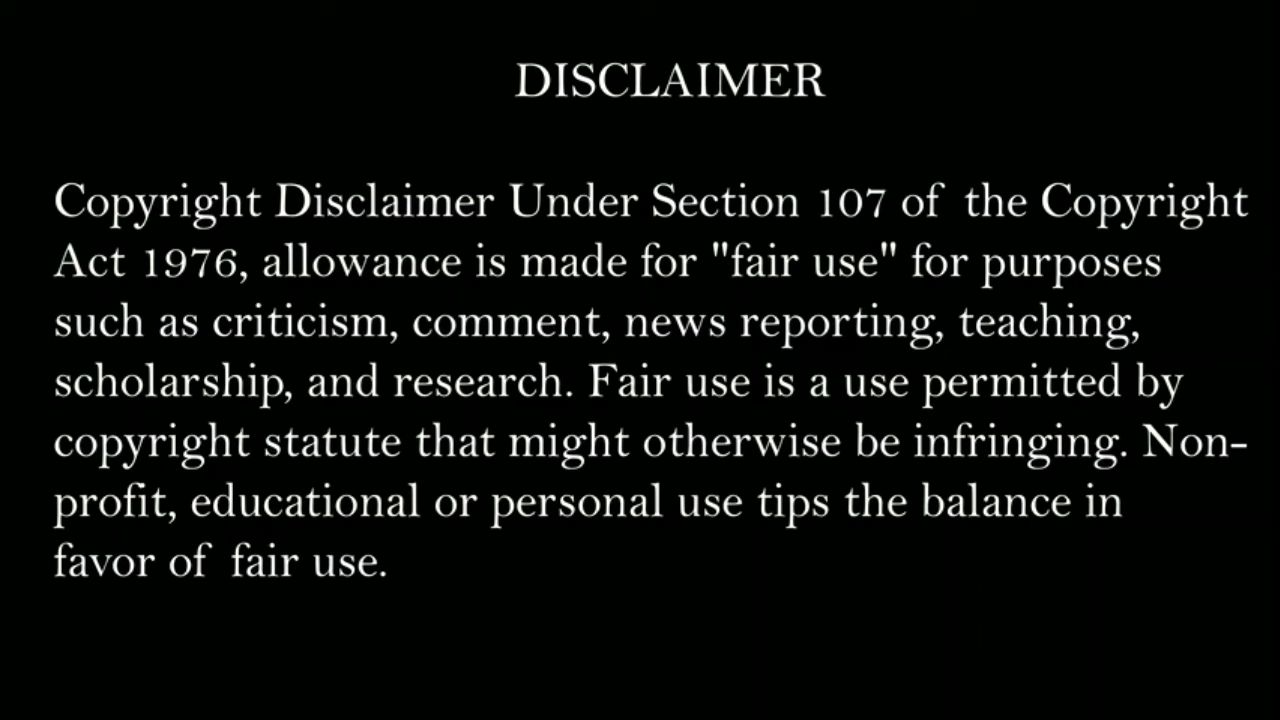 DISCLAIMER
Copyright Disclaimer Under Section 107 of the Copyright
Act 1976, allowance is made for "fair use" for purposes
such as criticism, comment, news reporting, teaching,
scholarship, and research. Fair use is a use permitted by
copyright statute that might otherwise be infringing. Non-
profit, educational or personal use tips the balance in
favor of fair use.